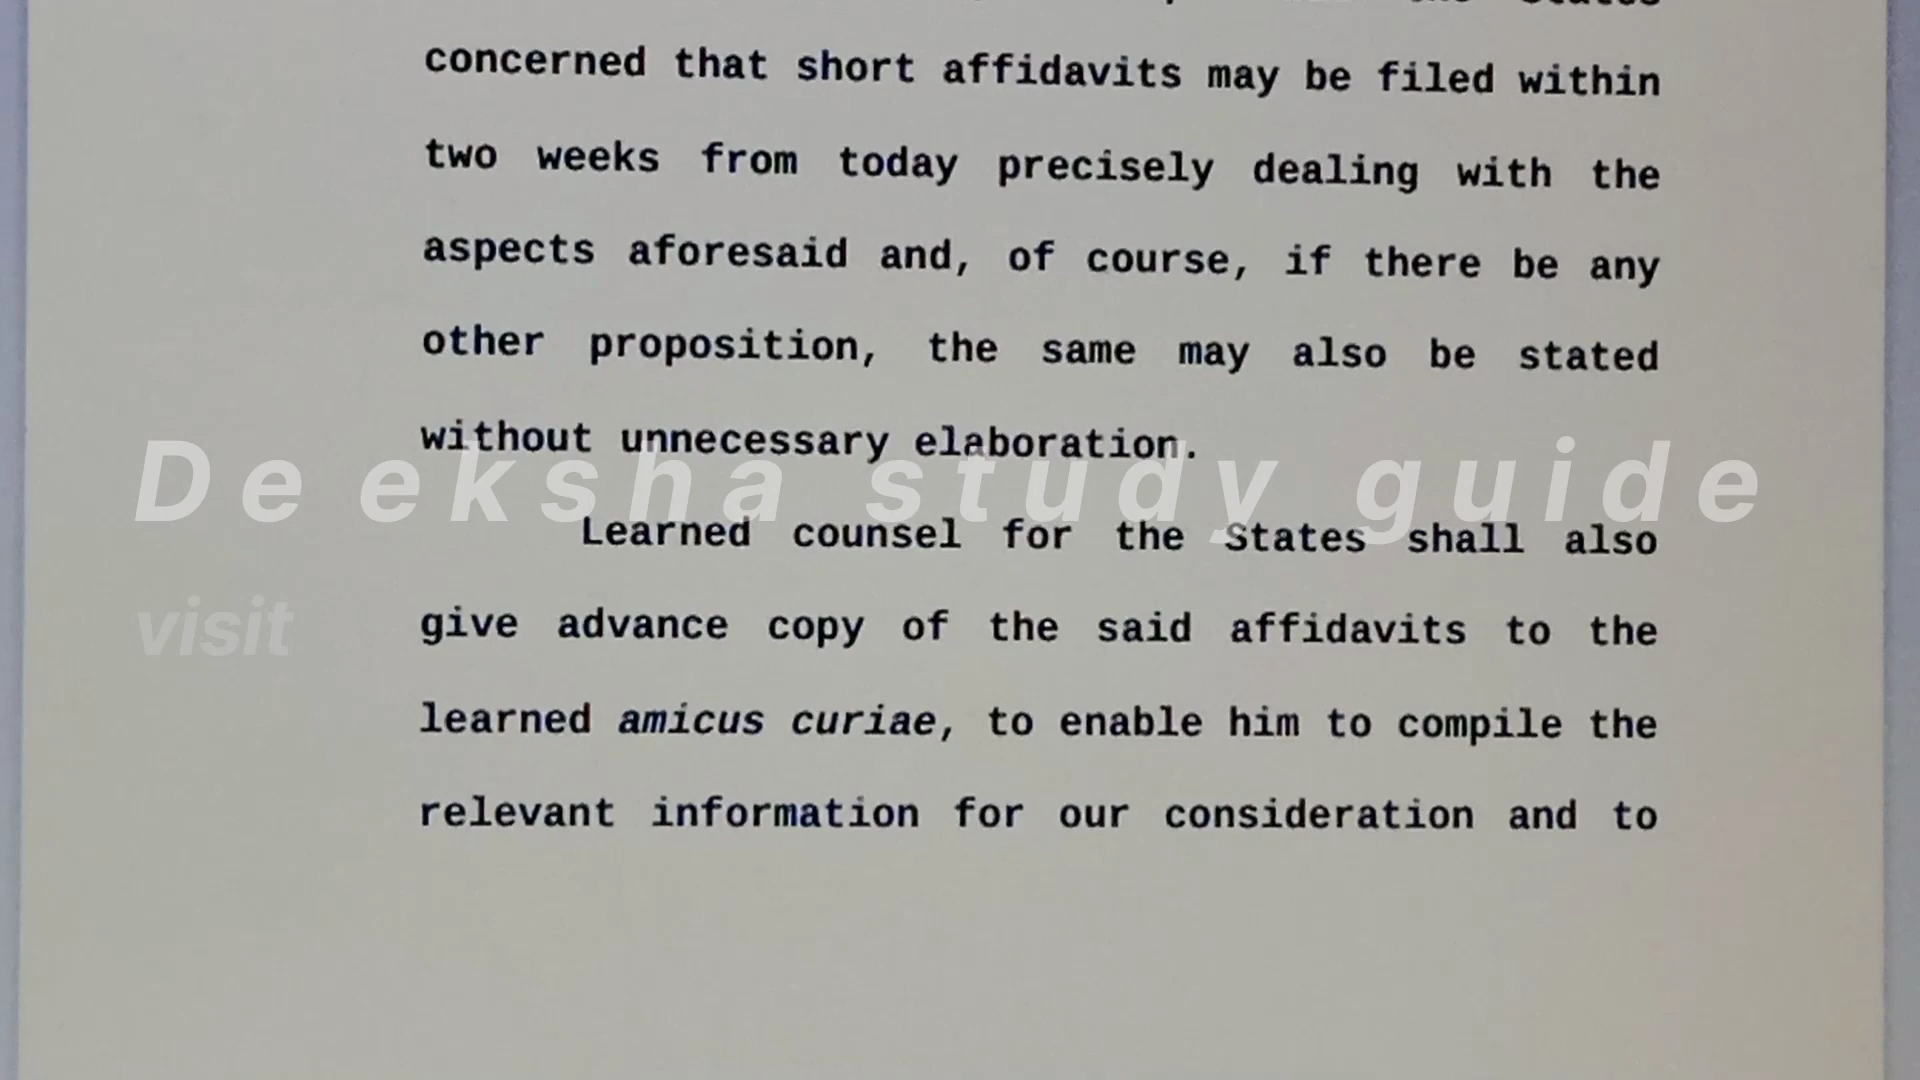 the States
concerned that short affidavits may be filed within
two weeks from today precisely dealing with the
aspects aforesaid and, of course, if there be any
other proposition, the same may also be stated
without unnecessary elaboration.
Deeksha study guide
Learned counsel for the States shall also
visit
give advance copy of the said affidavits to the
learned amicus curiae, to enable him to compile the
relevant information for our consideration and to